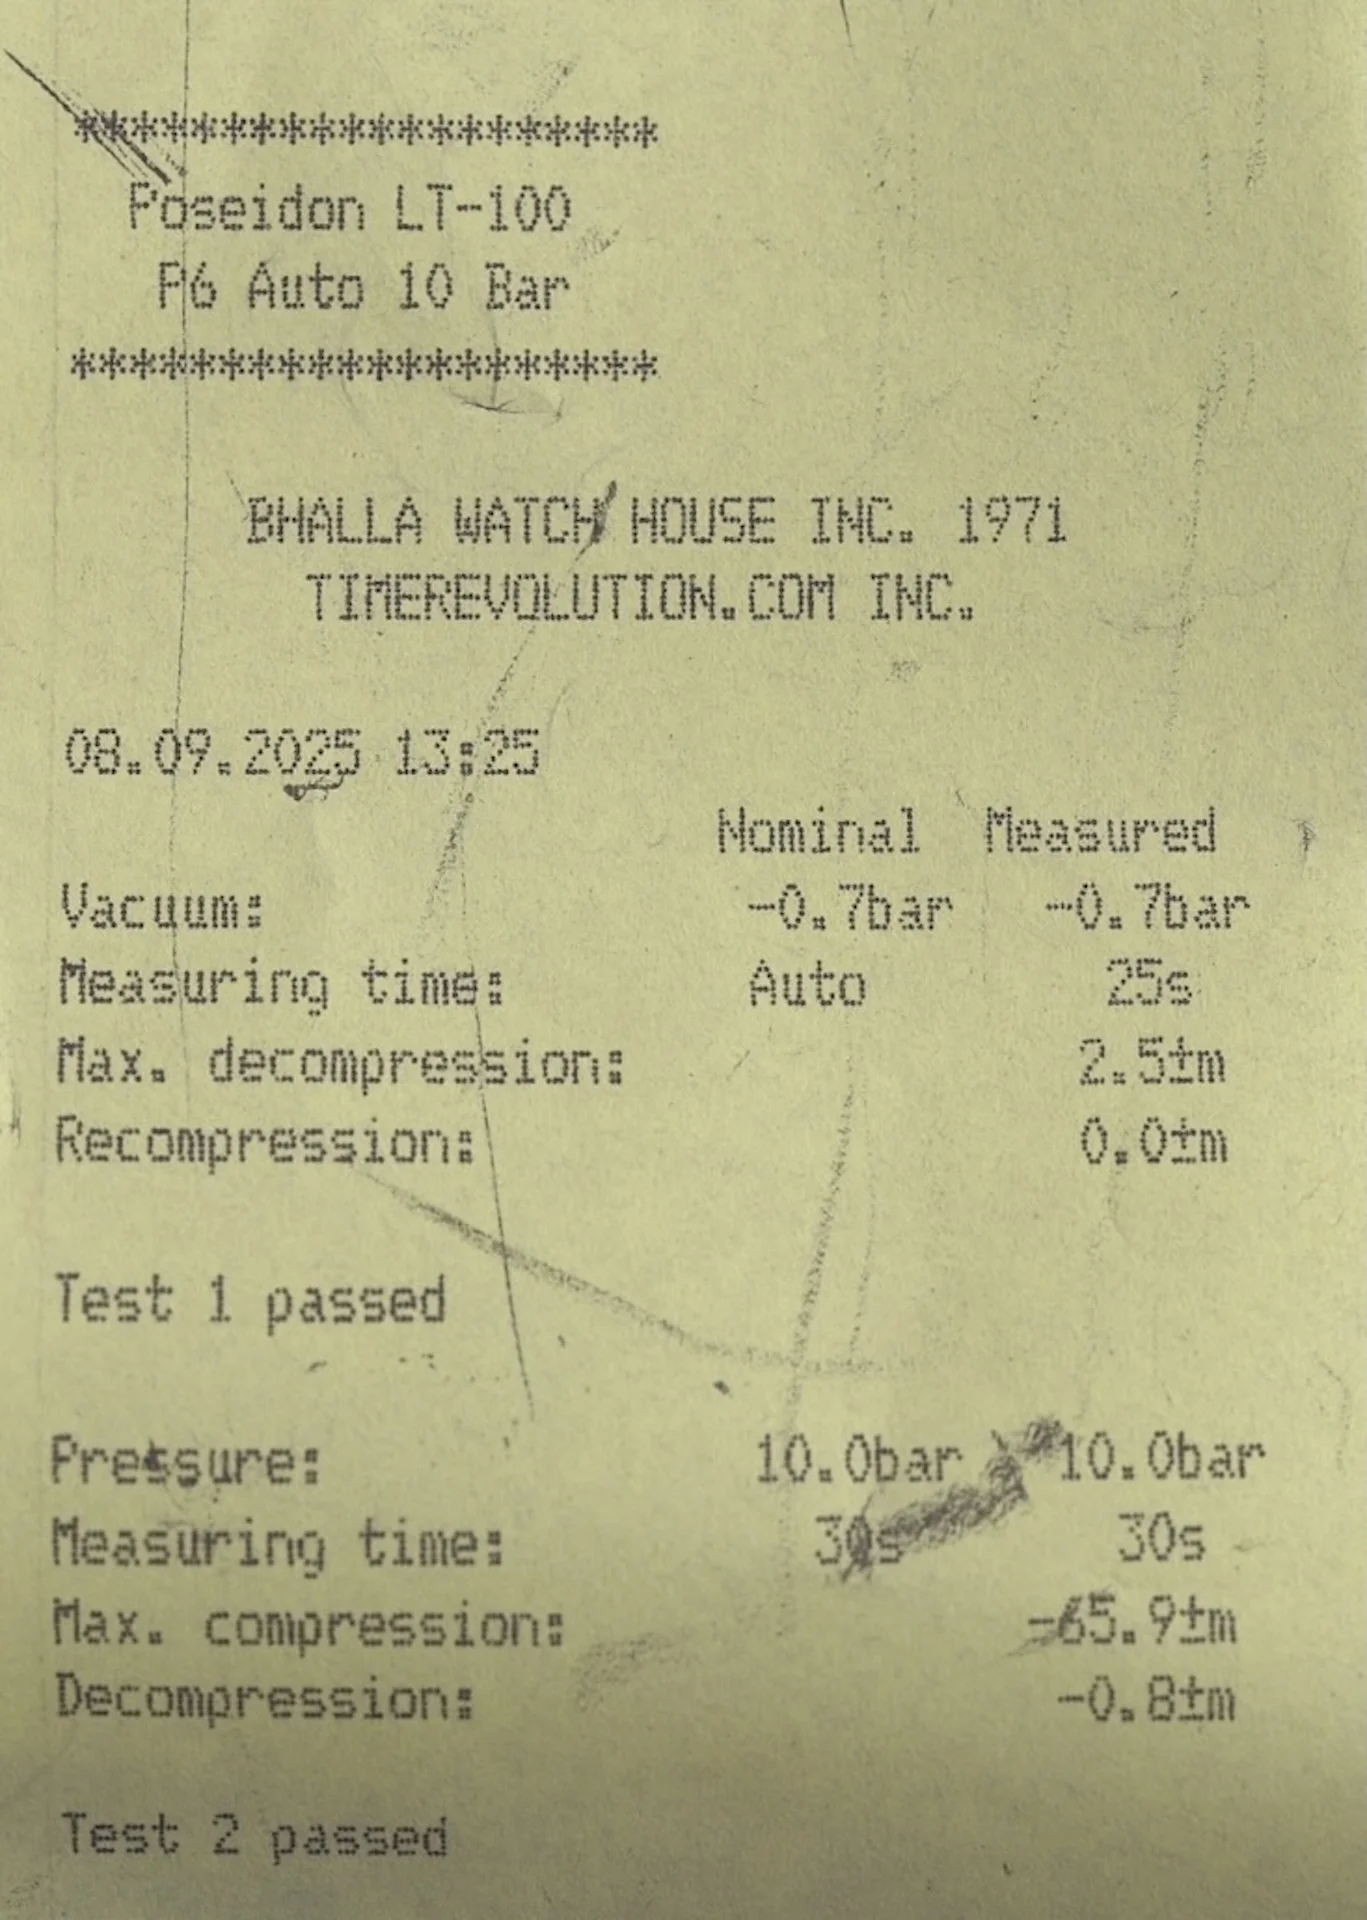 ********************
Poseidon LT-100
P6 Auto 10 Bar
********************
BHALLA WATCH HOUSE INC. 1971
TIMEREVOLUTION.COM INC.
08.09.2025 13:25
Nominal Measured
Vacuum: -0.7bar -0.7bar
Measuring time: Auto 25s
Max. decompression: 2.5±m
Recompression: 0.0±m
Test 1 passed
Pressure: 10.0bar 10.0bar
Measuring time: 30s 30s
Max. compression: -65.9±m
Decompression: -0.8±m
Test 2 passed